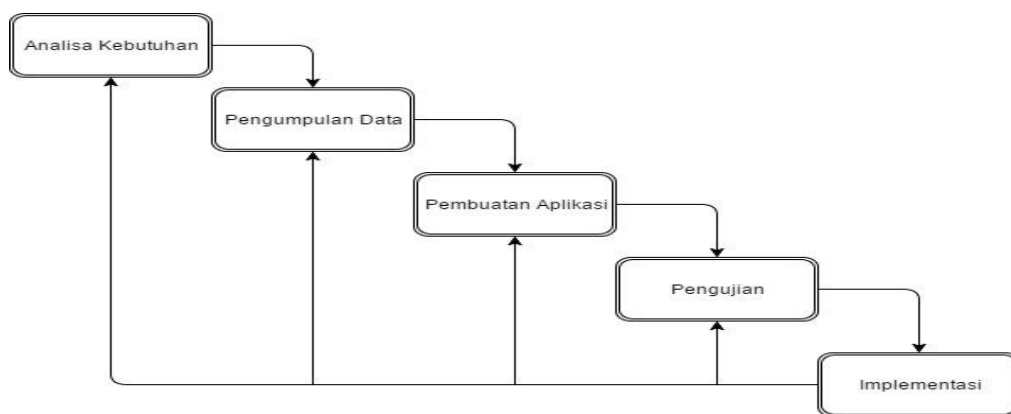 Analisa Kebutuhan
Pengumpulan Data
Pembuatan Aplikasi
Pengujian
Implementasi